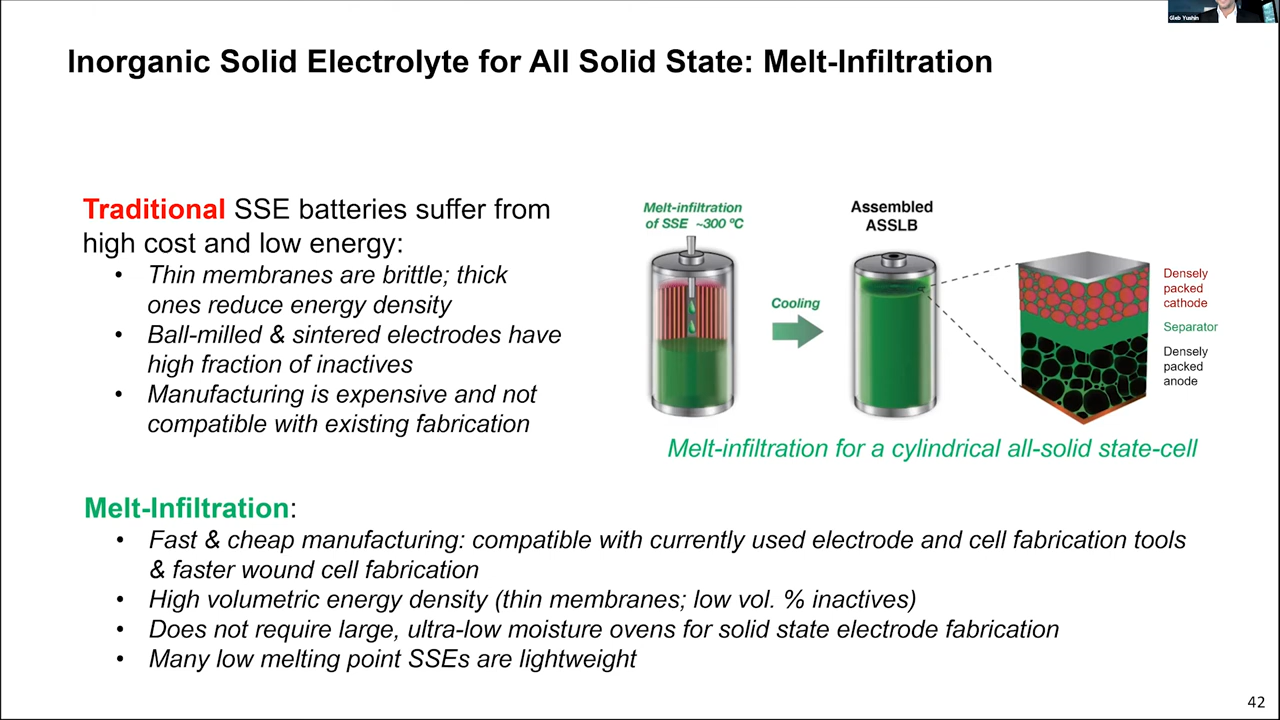 Gleb Yushin
Inorganic Solid Electrolyte for All Solid State: Melt-Infiltration
Traditional SSE batteries suffer from
high cost and low energy:
• Thin membranes are brittle; thick
ones reduce energy density
• Ball-milled & sintered electrodes have
high fraction of inactives
• Manufacturing is expensive and not
compatible with existing fabrication
Melt-infiltration
of SSE ~300 ºC
Cooling
Assembled
ASSLB
Densely
packed
cathode
Separator
Densely
packed
anode
Melt-infiltration for a cylindrical all-solid state-cell
Melt-Infiltration:
• Fast & cheap manufacturing: compatible with currently used electrode and cell fabrication tools
& faster wound cell fabrication
• High volumetric energy density (thin membranes; low vol. % inactives)
• Does not require large, ultra-low moisture ovens for solid state electrode fabrication
• Many low melting point SSEs are lightweight
42